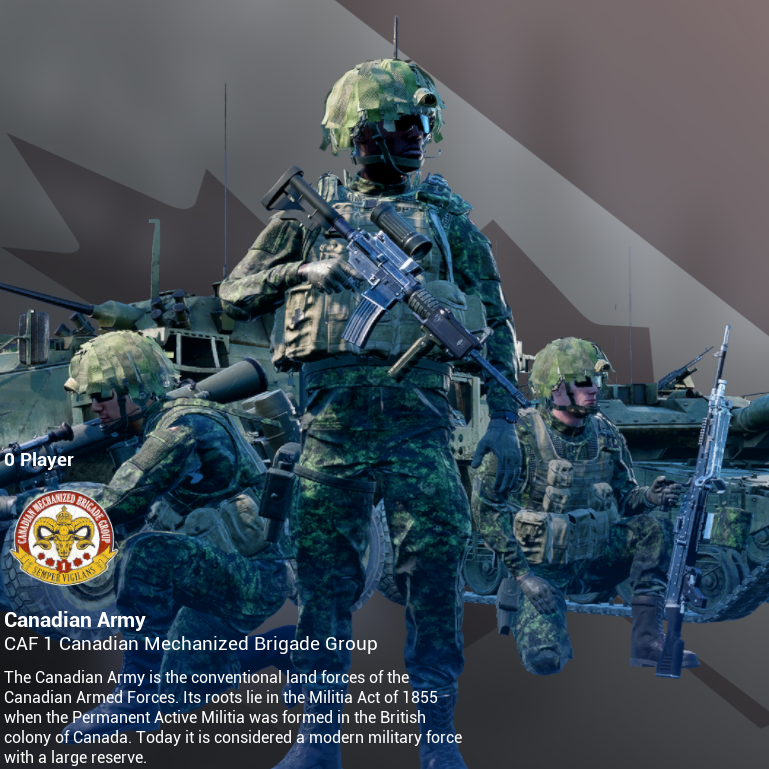 0 Player
CANADIAN MECHANIZED BRIGADE GROUP
1
SEMPER VIGILANS
Canadian Army
CAF 1 Canadian Mechanized Brigade Group
The Canadian Army is the conventional land forces of the
Canadian Armed Forces. Its roots lie in the Militia Act of 1855
when the Permanent Active Militia was formed in the British
colony of Canada. Today it is considered a modern military force
with a large reserve.